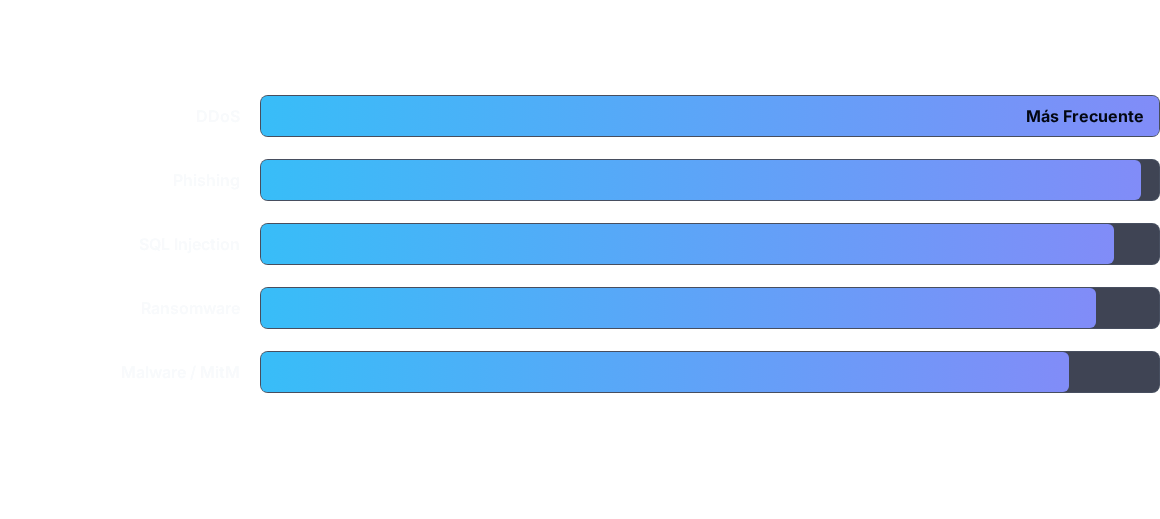 DDoS
Más Frecuente
Phishing
SQL Injection
Ransomware
Malware / MitM